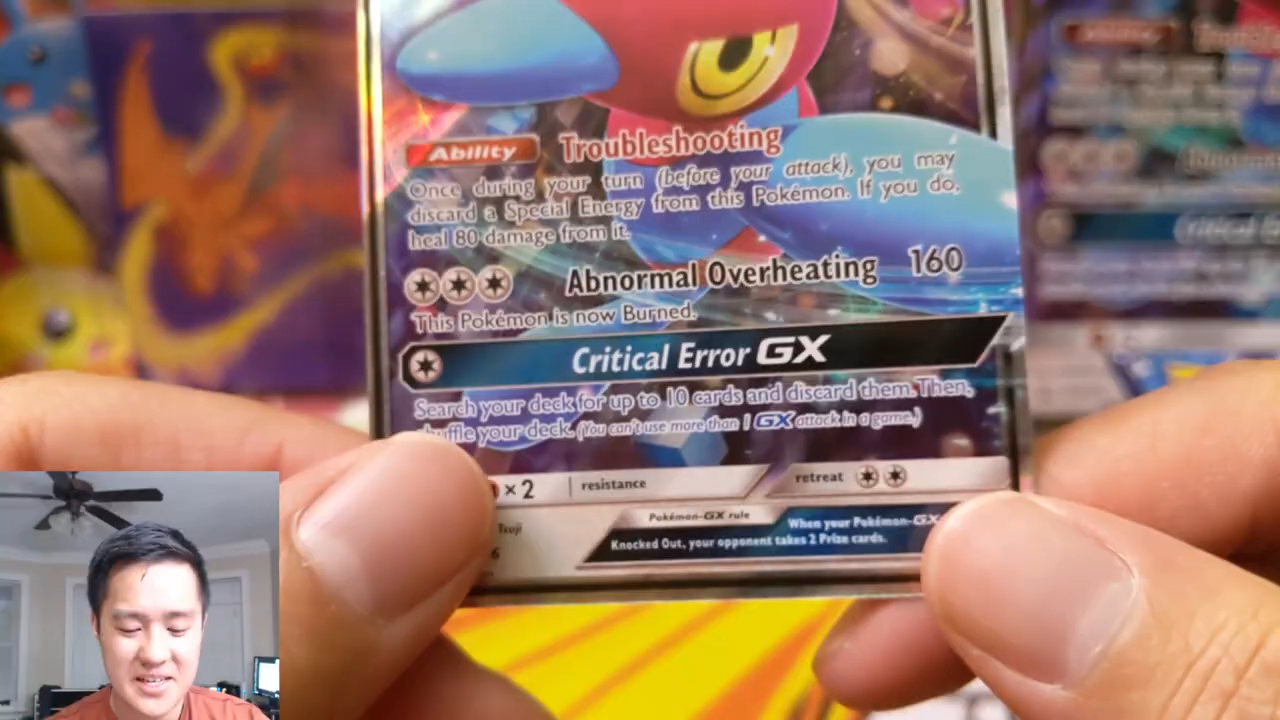 Ability Troubleshooting
Once during your turn (before your attack), you may
discard a Special Energy from this Pokémon. If you do,
heal 80 damage from it.
Abnormal Overheating 160
This Pokémon is now Burned.
Critical Error GX
Search your deck for up to 10 cards and discard them. Then,
shuffle your deck. (You can't use more than 1 GX attack in a game.)
×2 resistance retreat
Tsuji
Pokémon-GX rule When your Pokémon-GX
Knocked Out, your opponent takes 2 Prize cards.
6
Critical E